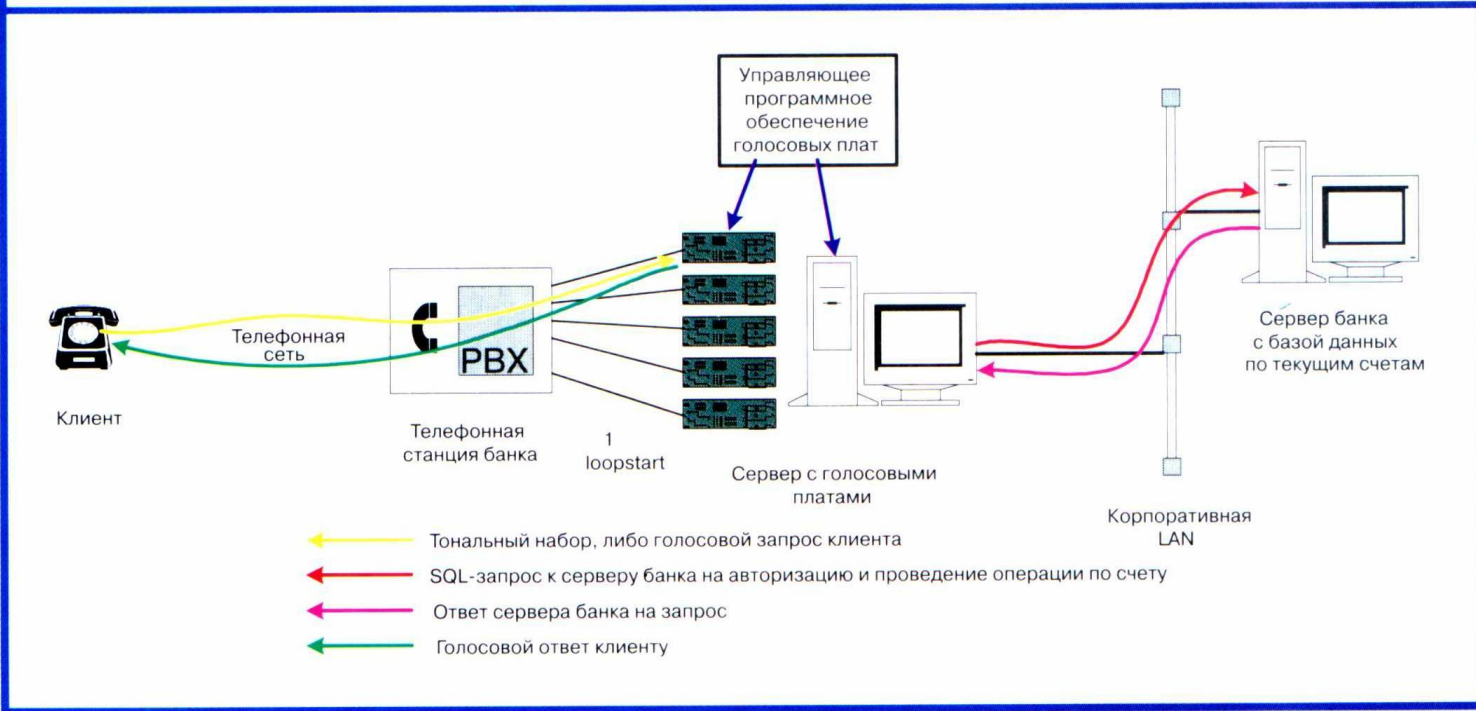 Управляющее
программное
обеспечение
голосовых плат
Телефонная
сеть
PBX
Клиент
Телефонная
станция банка
1
loopstart
Сервер с голосовыми
платами
Сервер банка
с базой данных
по текущим счетам
Корпоративная
LAN
Тональный набор, либо голосовой запрос клиента
SQL-запрос к серверу банка на авторизацию и проведение операции по счету
Ответ сервера банка на запрос
Голосовой ответ клиенту